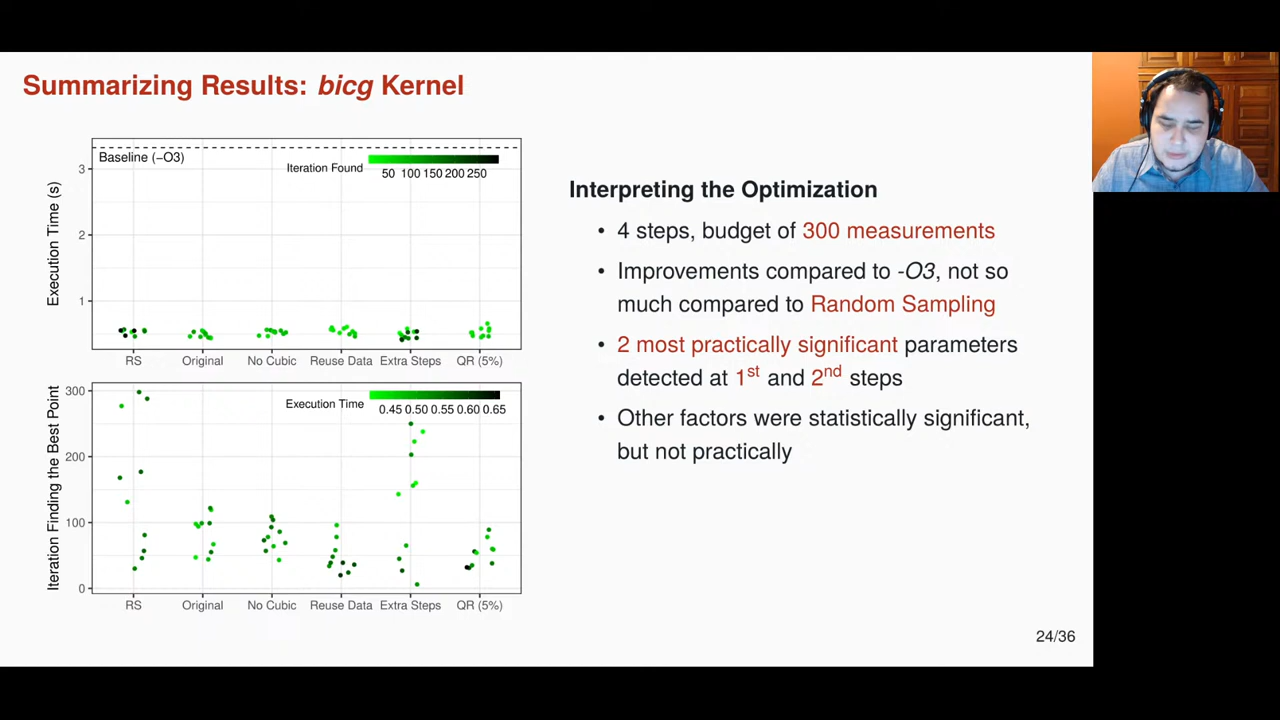 Summarizing Results: bicg Kernel
Baseline (−O3)
Iteration Found
50 100 150 200 250
Execution Time (s)
3
2
1
RS Original No Cubic Reuse Data Extra Steps QR (5%)
Execution Time
0.45 0.50 0.55 0.60 0.65
Iteration Finding the Best Point
300
200
100
0
RS Original No Cubic Reuse Data Extra Steps QR (5%)
Interpreting the Optimization
• 4 steps, budget of 300 measurements
• Improvements compared to -O3, not so
much compared to Random Sampling
• 2 most practically significant parameters
detected at 1st and 2nd steps
• Other factors were statistically significant,
but not practically
24/36